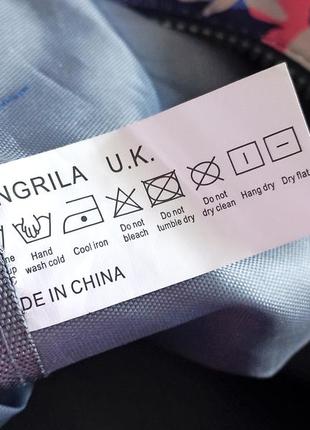 NGRILA U.K.
Hand Cool iron Do not Do not Do not Hang dry Dry flat
wash cold bleach tumble dry dry clean
DE IN CHINA